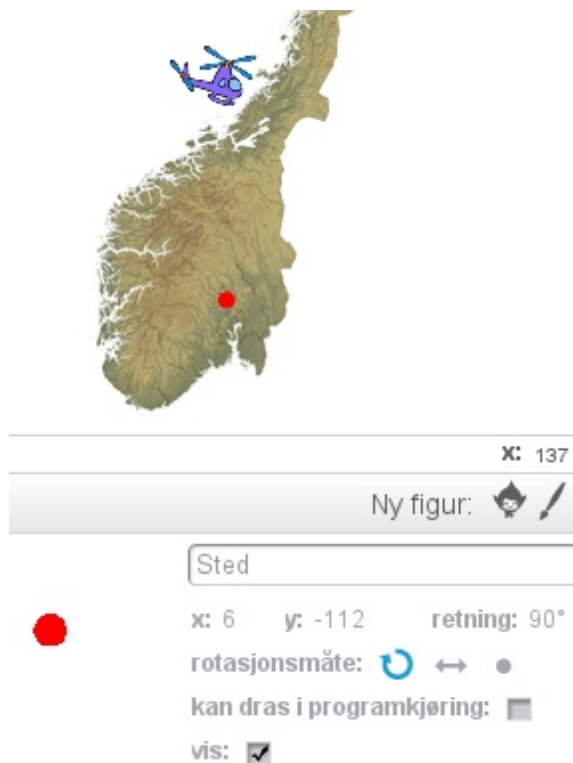 x: 137
Ny figur:
Sted
x: 6 y: -112 retning: 90°
rotasjonsmåte:
kan dras i programkjøring:
vis: